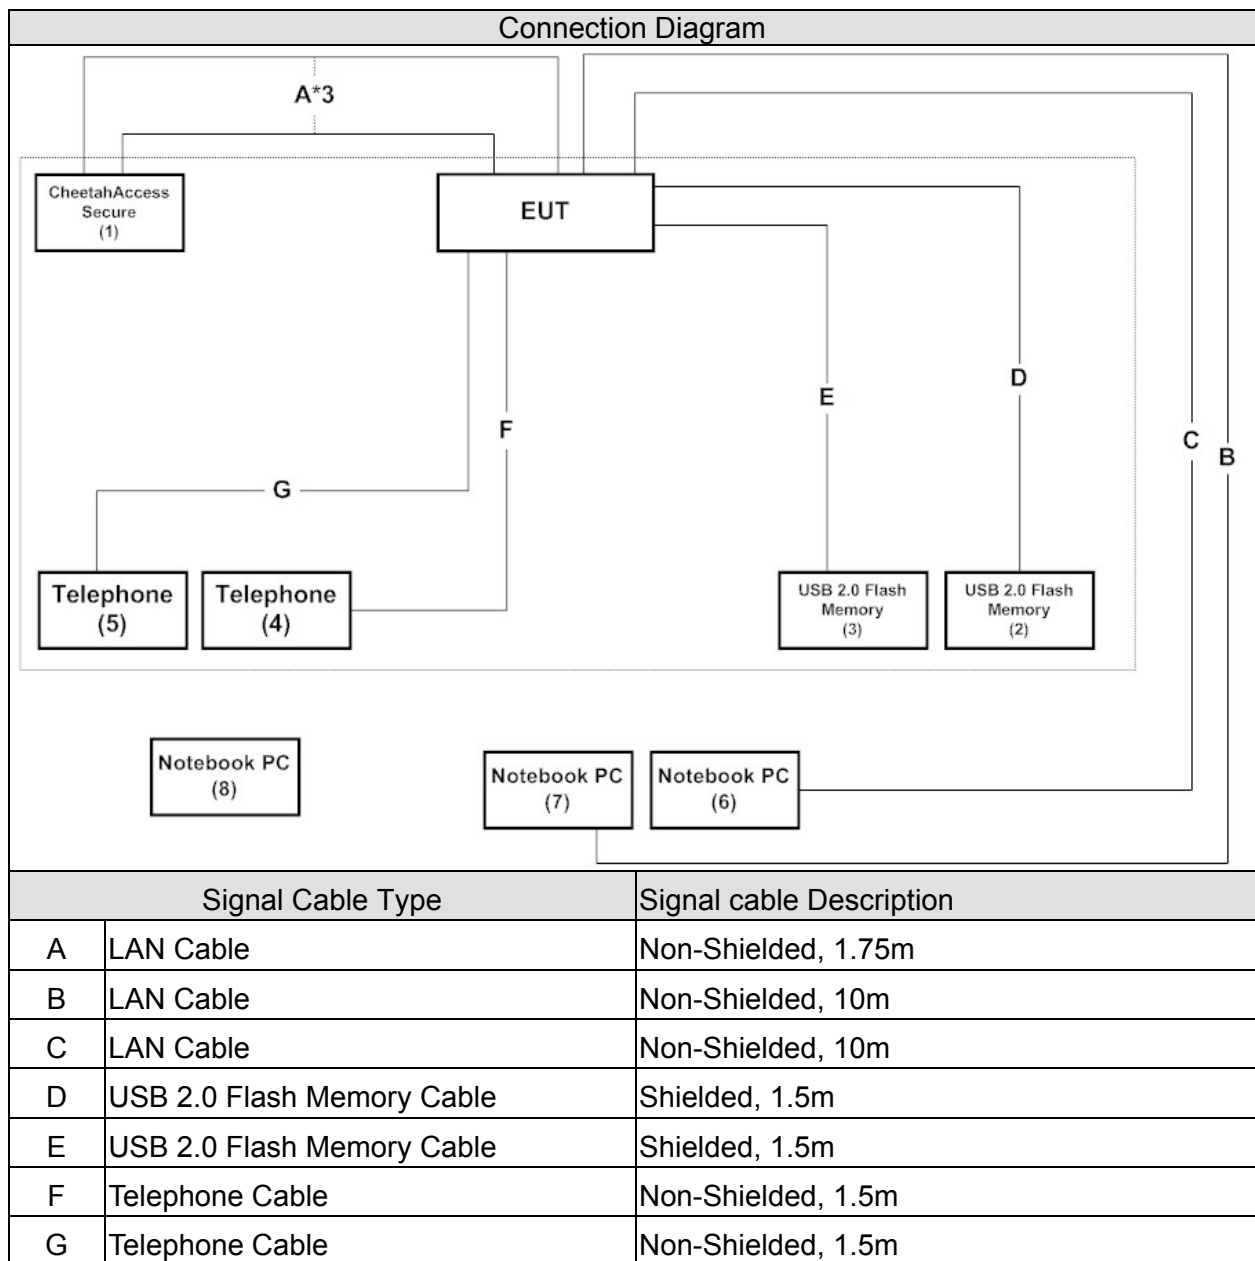 Connection Diagram
A*3
CheetahAccess
Secure
(1)
EUT
D
E
C
F
B
G
Telephone
(5)
Telephone
(4)
USB 2.0 Flash
Memory
(3)
USB 2.0 Flash
Memory
(2)
Notebook PC
(8)
Notebook PC
(7)
Notebook PC
(6)
Signal Cable Type Signal cable Description
A LAN Cable Non-Shielded, 1.75m
B LAN Cable Non-Shielded, 10m
C LAN Cable Non-Shielded, 10m
D USB 2.0 Flash Memory Cable Shielded, 1.5m
E USB 2.0 Flash Memory Cable Shielded, 1.5m
F Telephone Cable Non-Shielded, 1.5m
G Telephone Cable Non-Shielded, 1.5m